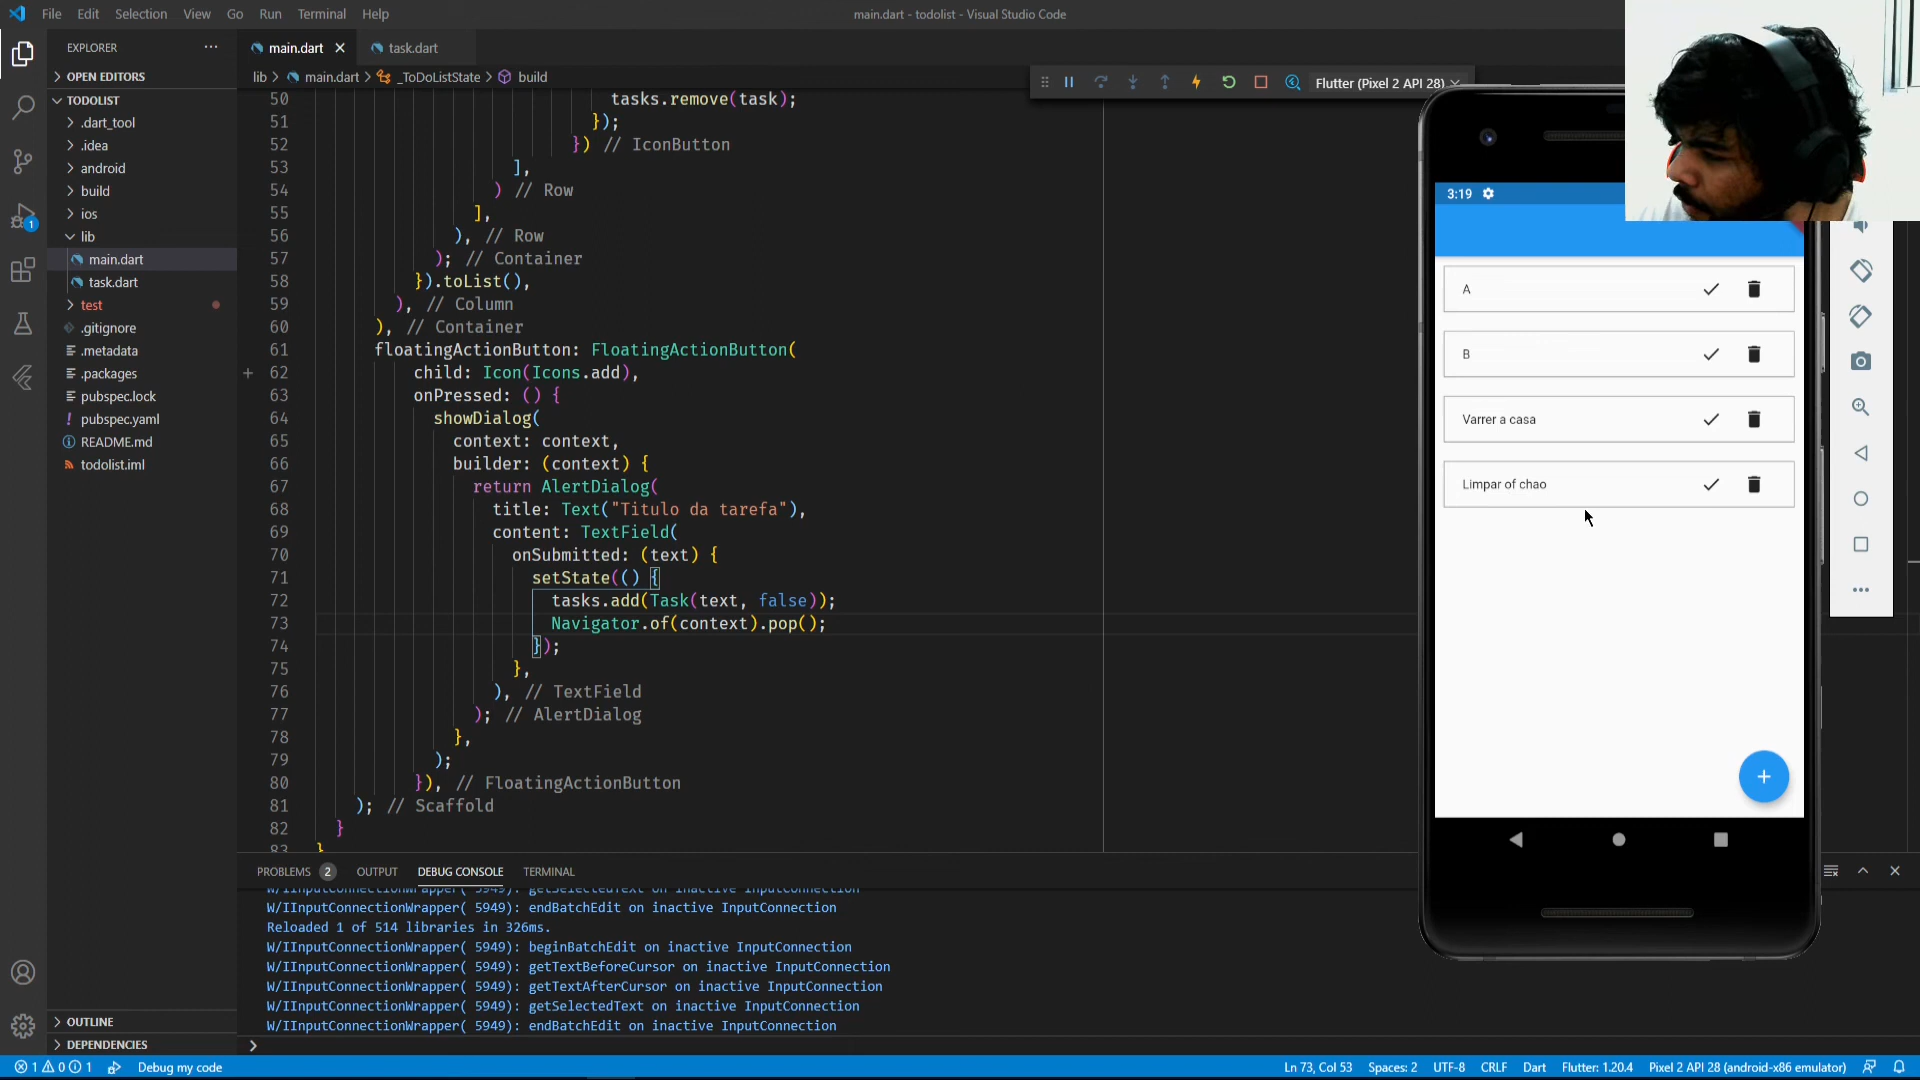 File Edit Selection View Go Run Terminal Help
main.dart - todolist - Visual Studio Code
EXPLORER
OPEN EDITORS
TODOLIST
.dart_tool
.idea
android
build
ios
lib
main.dart
task.dart
test
.gitignore
.metadata
.packages
pubspec.lock
pubspec.yaml
README.md
todolist.iml
OUTLINE
DEPENDENCIES
1
main.dart
task.dart
lib > main.dart > _ToDoListState > build
Flutter (Pixel 2 API 28)
50 tasks.remove(task);
51 });
52 }) // IconButton
53 ],
54 ) // Row
55 ],
56 ), // Row
57 ); // Container
58 }).toList(),
59 ), // Column
60 ), // Container
61 floatingActionButton: FloatingActionButton(
62 child: Icon(Icons.add),
63 onPressed: () {
64 showDialog(
65 context: context,
66 builder: (context) {
67 return AlertDialog(
68 title: Text("Titulo da tarefa"),
69 content: TextField(
70 onSubmitted: (text) {
71 setState(() {
72 tasks.add(Task(text, false));
73 Navigator.of(context).pop();
74 });
75 },
76 ), // TextField
77 ); // AlertDialog
78 },
79 );
80 }), // FloatingActionButton
81 ); // Scaffold
82 }
83 }
3:19
A
B
Varrer a casa
Limpar of chao
PROBLEMS 2 OUTPUT DEBUG CONSOLE TERMINAL
W/IInputConnectionWrapper( 5949): getSelectedText on inactive InputConnection
W/IInputConnectionWrapper( 5949): endBatchEdit on inactive InputConnection
Reloaded 1 of 514 libraries in 326ms.
W/IInputConnectionWrapper( 5949): beginBatchEdit on inactive InputConnection
W/IInputConnectionWrapper( 5949): getTextBeforeCursor on inactive InputConnection
W/IInputConnectionWrapper( 5949): getTextAfterCursor on inactive InputConnection
W/IInputConnectionWrapper( 5949): getSelectedText on inactive InputConnection
W/IInputConnectionWrapper( 5949): endBatchEdit on inactive InputConnection
1 0 1 Debug my code
Ln 73, Col 53 Spaces: 2 UTF-8 CRLF Dart Flutter: 1.20.4 Pixel 2 API 28 (android-x86 emulator)